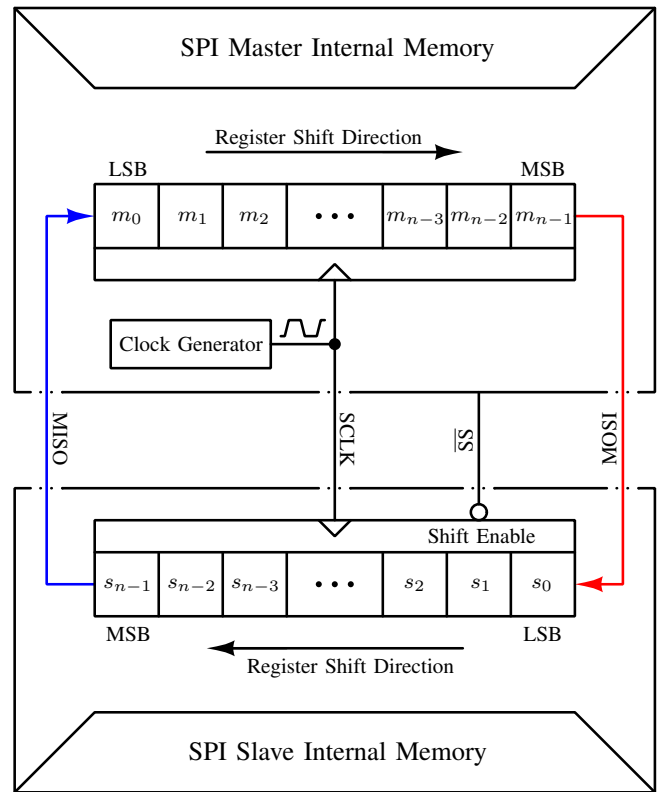 SPI Master Internal Memory
Register Shift Direction
LSB MSB
m₀ m₁ m₂ ••• mₙ₋₃ mₙ₋₂ mₙ₋₁
Clock Generator
MISO
SCLK
S̅S̅
MOSI
Shift Enable
sₙ₋₁ sₙ₋₂ sₙ₋₃ ••• s₂ s₁ s₀
MSB LSB
Register Shift Direction
SPI Slave Internal Memory